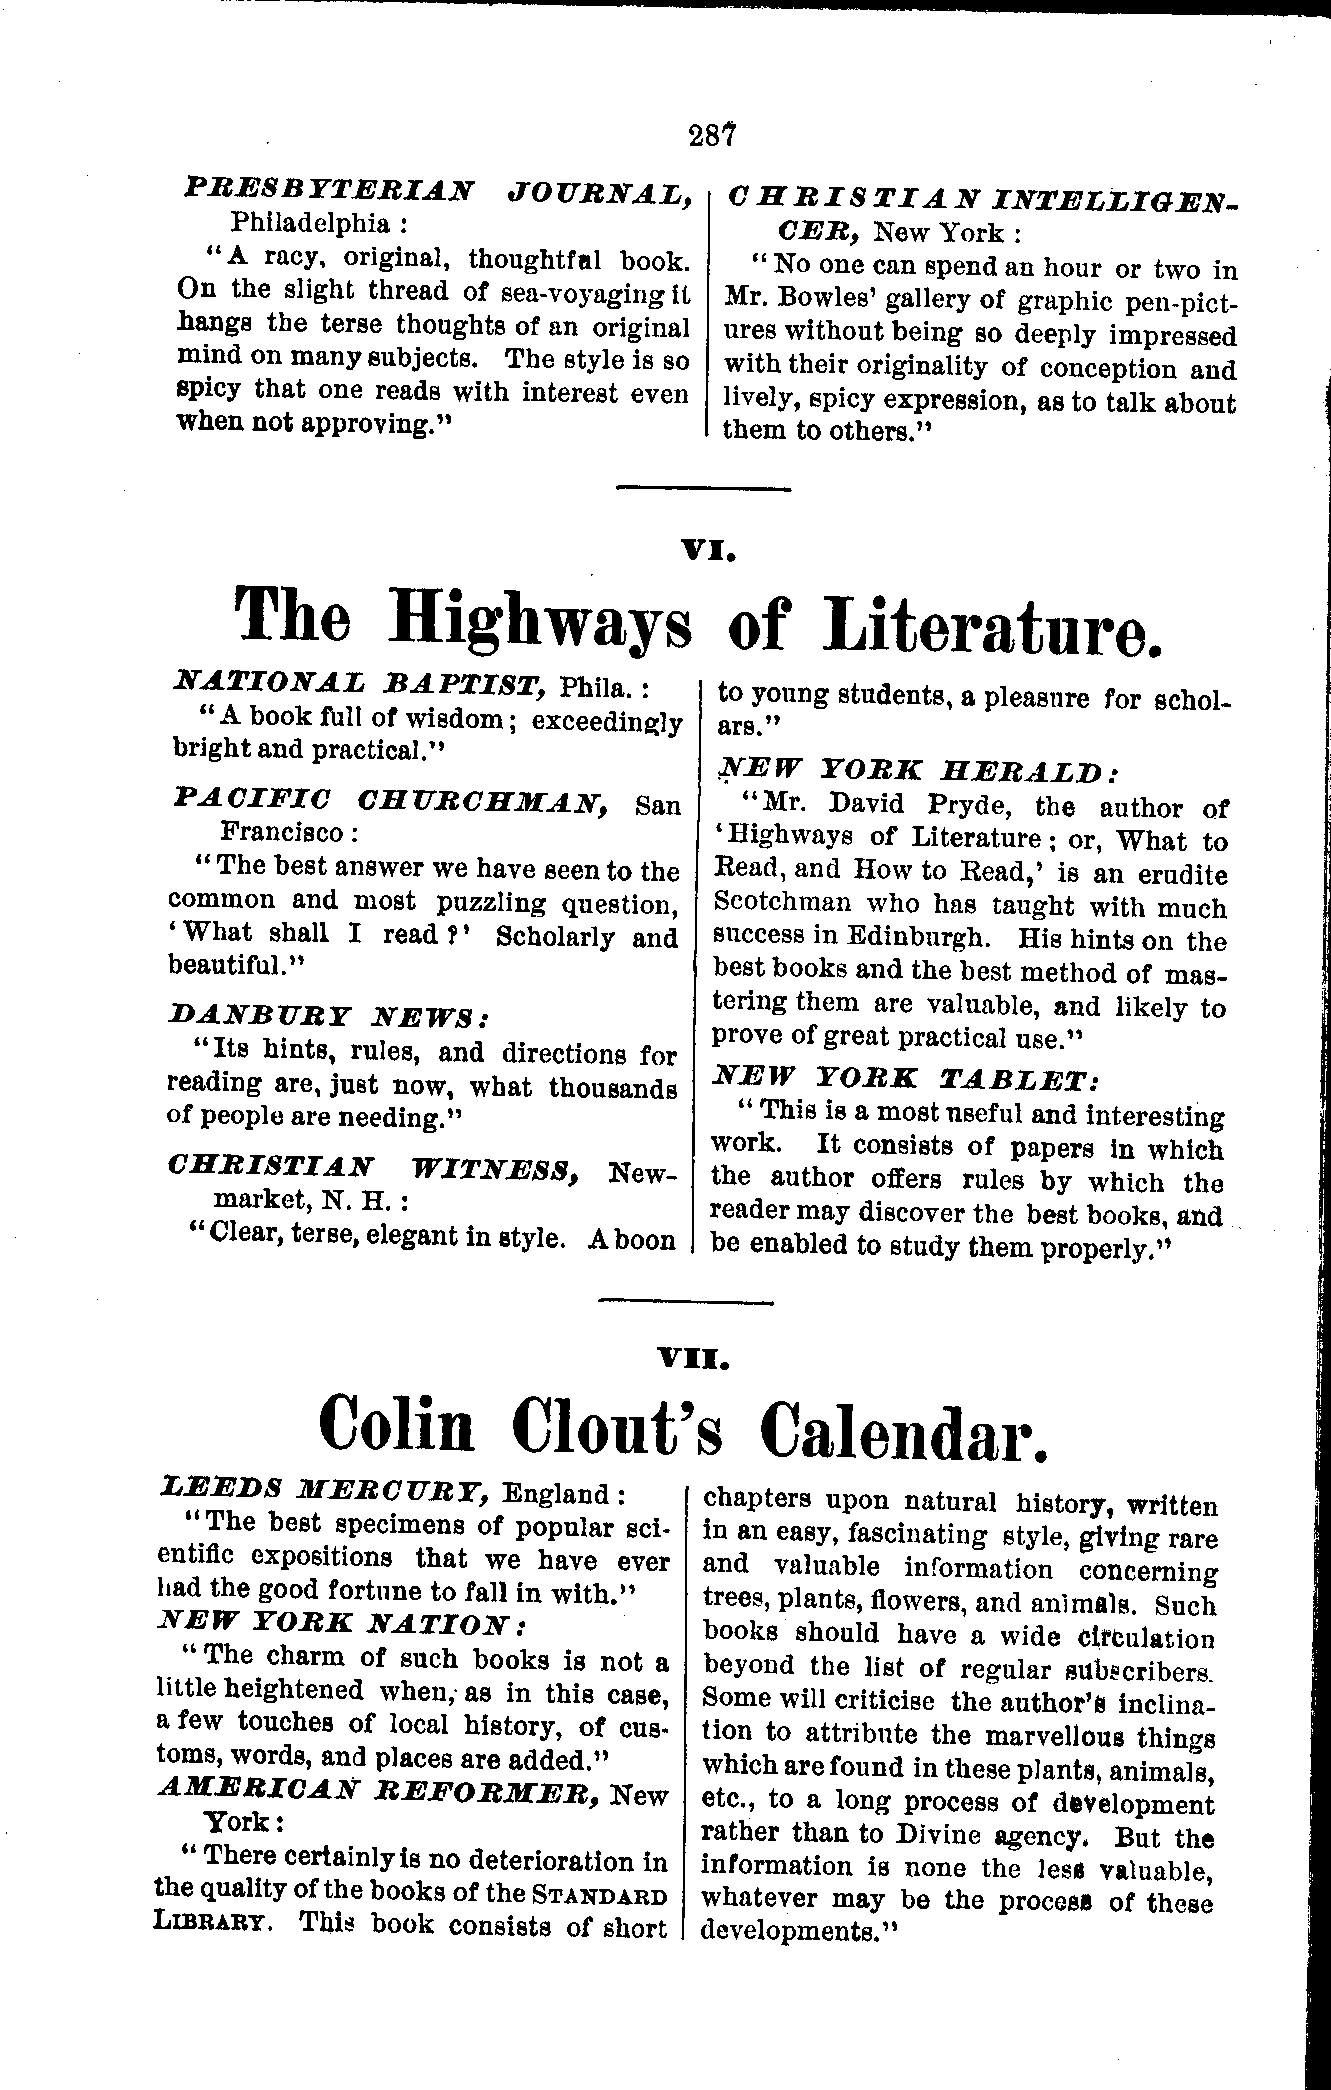 287
PRESBYTERIAN JOURNAL,
Philadelphia :
"A racy, original, thoughtful book.
On the slight thread of sea-voyaging it
hangs the terse thoughts of an original
mind on many subjects. The style is so
spicy that one reads with interest even
when not approving."
CHRISTIAN INTELLIGEN-
CER, New York :
"No one can spend an hour or two in
Mr. Bowles' gallery of graphic pen-pict-
ures without being so deeply impressed
with their originality of conception and
lively, spicy expression, as to talk about
them to others."
VI.
The Highways of Literature.
NATIONAL BAPTIST, Phila. :
"A book full of wisdom; exceedingly
bright and practical."
PACIFIC CHURCHMAN, San
Francisco :
"The best answer we have seen to the
common and most puzzling question,
'What shall I read?' Scholarly and
beautiful."
DANBURY NEWS:
"Its hints, rules, and directions for
reading are, just now, what thousands
of people are needing."
CHRISTIAN WITNESS, New-
market, N. H. :
"Clear, terse, elegant in style. A boon
to young students, a pleasure for schol-
ars."
NEW YORK HERALD:
"Mr. David Pryde, the author of
'Highways of Literature; or, What to
Read, and How to Read,' is an erudite
Scotchman who has taught with much
success in Edinburgh. His hints on the
best books and the best method of mas-
tering them are valuable, and likely to
prove of great practical use."
NEW YORK TABLET:
"This is a most useful and interesting
work. It consists of papers in which
the author offers rules by which the
reader may discover the best books, and
be enabled to study them properly."
VII.
Colin Clout's Calendar.
LEEDS MERCURY, England :
"The best specimens of popular sci-
entific expositions that we have ever
had the good fortune to fall in with."
NEW YORK NATION:
"The charm of such books is not a
little heightened when, as in this case,
a few touches of local history, of cus-
toms, words, and places are added."
AMERICAN REFORMER, New
York :
"There certainly is no deterioration in
the quality of the books of the STANDARD
LIBRARY. This book consists of short
chapters upon natural history, written
in an easy, fascinating style, giving rare
and valuable information concerning
trees, plants, flowers, and animals. Such
books should have a wide circulation
beyond the list of regular subscribers.
Some will criticise the author's inclina-
tion to attribute the marvellous things
which are found in these plants, animals,
etc., to a long process of development
rather than to Divine agency. But the
information is none the less valuable,
whatever may be the process of these
developments."